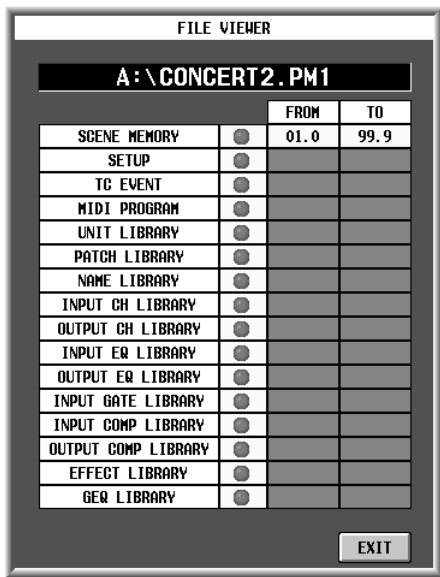 FILE VIEWER
A:\CONCERT2.PM1
FROM TO
SCENE MEMORY 01.0 99.9
SETUP
TC EVENT
MIDI PROGRAM
UNIT LIBRARY
PATCH LIBRARY
NAME LIBRARY
INPUT CH LIBRARY
OUTPUT CH LIBRARY
INPUT EQ LIBRARY
OUTPUT EQ LIBRARY
INPUT GATE LIBRARY
INPUT COMP LIBRARY
OUTPUT COMP LIBRARY
EFFECT LIBRARY
GEQ LIBRARY
EXIT